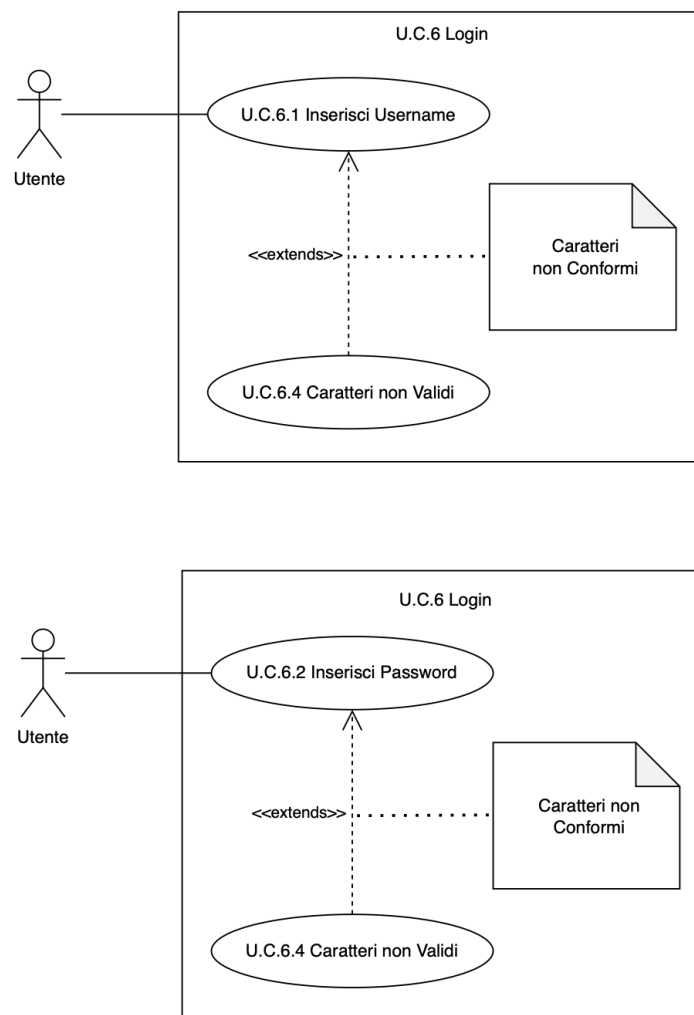 U.C.6 Login
U.C.6.1 Inserisci Username
Utente
<<extends>>
Caratteri
non Conformi
U.C.6.4 Caratteri non Validi
U.C.6 Login
U.C.6.2 Inserisci Password
Utente
<<extends>>
Caratteri non
Conformi
U.C.6.4 Caratteri non Validi